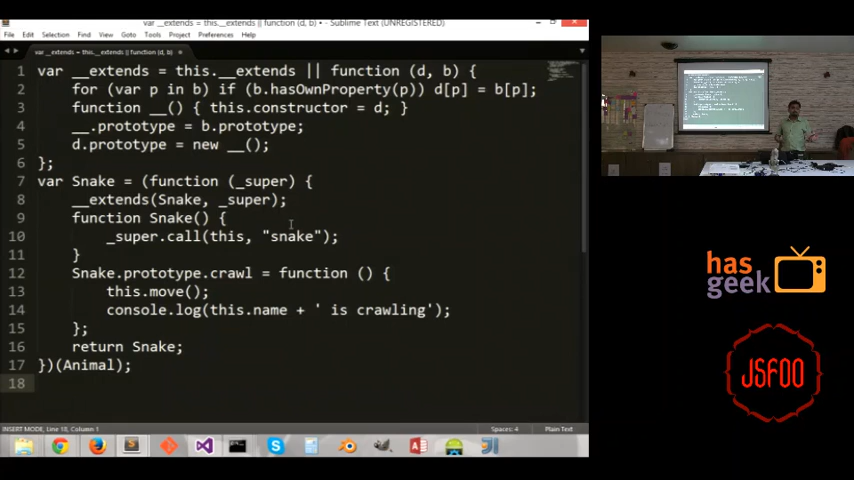 var __extends = this.__extends || function (d, b) • - Sublime Text (UNREGISTERED)
File Edit Selection Find View Goto Tools Project Preferences Help
var __extends = this.__extends || function (d, b)
1 var __extends = this.__extends || function (d, b) {
2 for (var p in b) if (b.hasOwnProperty(p)) d[p] = b[p];
3 function __() { this.constructor = d; }
4 __.prototype = b.prototype;
5 d.prototype = new __();
6 };
7 var Snake = (function (_super) {
8 __extends(Snake, _super);
9 function Snake() {
10 _super.call(this, "snake");
11 }
12 Snake.prototype.crawl = function () {
13 this.move();
14 console.log(this.name + ' is crawling');
15 };
16 return Snake;
17 })(Animal);
18
INSERT MODE, Line 18, Column 1 Spaces: 4 Plain Text
has
geek
JSFOO